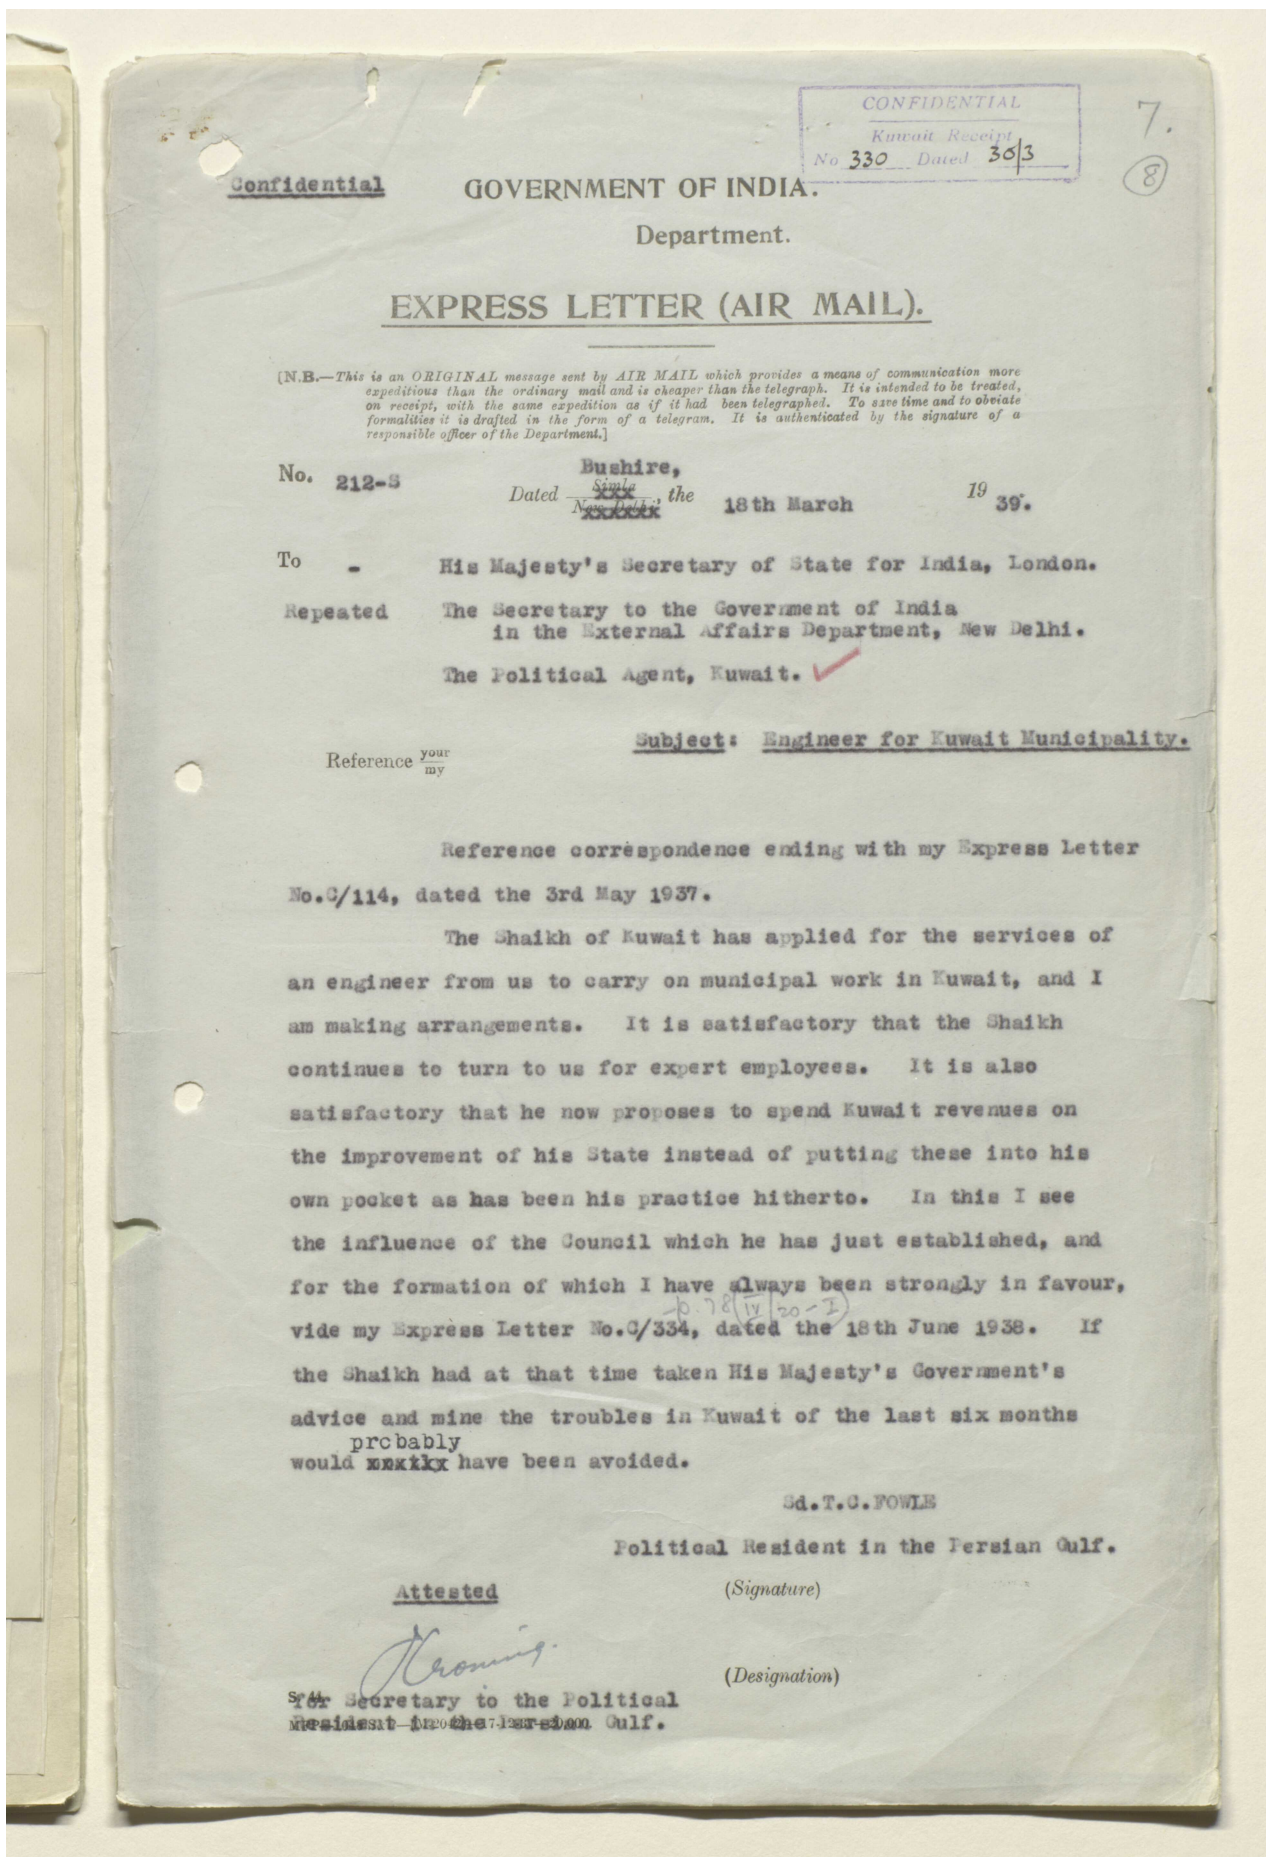 CONFIDENTIAL
Kuwait Receipt
No 330 Dated 30/3
7.
8
Confidential
GOVERNMENT OF INDIA.
Department.
EXPRESS LETTER (AIR MAIL).
[N.B.—This is an ORIGINAL message sent by AIR MAIL which provides a means of communication more
expeditious than the ordinary mail and is cheaper than the telegraph. It is intended to be treated,
on receipt, with the same expedition as if it had been telegraphed. To save time and to obviate
formalities it is drafted in the form of a telegram. It is authenticated by the signature of a
responsible officer of the Department.]
Bushire,
No. 212-S
Dated Simla
New Delhi, the 18th March 1939.
To - His Majesty's Secretary of State for India, London.
Repeated The Secretary to the Government of India
in the External Affairs Department, New Delhi.
The Political Agent, Kuwait.
Subject: Engineer for Kuwait Municipality.
Reference your
my
Reference correspondence ending with my Express Letter
No.C/114, dated the 3rd May 1937.
The Shaikh of Kuwait has applied for the services of
an engineer from us to carry on municipal work in Kuwait, and I
am making arrangements. It is satisfactory that the Shaikh
continues to turn to us for expert employees. It is also
satisfactory that he now proposes to spend Kuwait revenues on
the improvement of his State instead of putting these into his
own pocket as has been his practice hitherto. In this I see
the influence of the Council which he has just established, and
for the formation of which I have always been strongly in favour,
p. 78 (IV/20-I)
vide my Express Letter No.C/334, dated the 18th June 1938. If
the Shaikh had at that time taken His Majesty's Government's
advice and mine the troubles in Kuwait of the last six months
probably
would have been avoided.
Sd.T.C.FOWLE
Political Resident in the Persian Gulf.
Attested
(Signature)
(Designation)
for Secretary to the Political
Resident in the Persian Gulf.